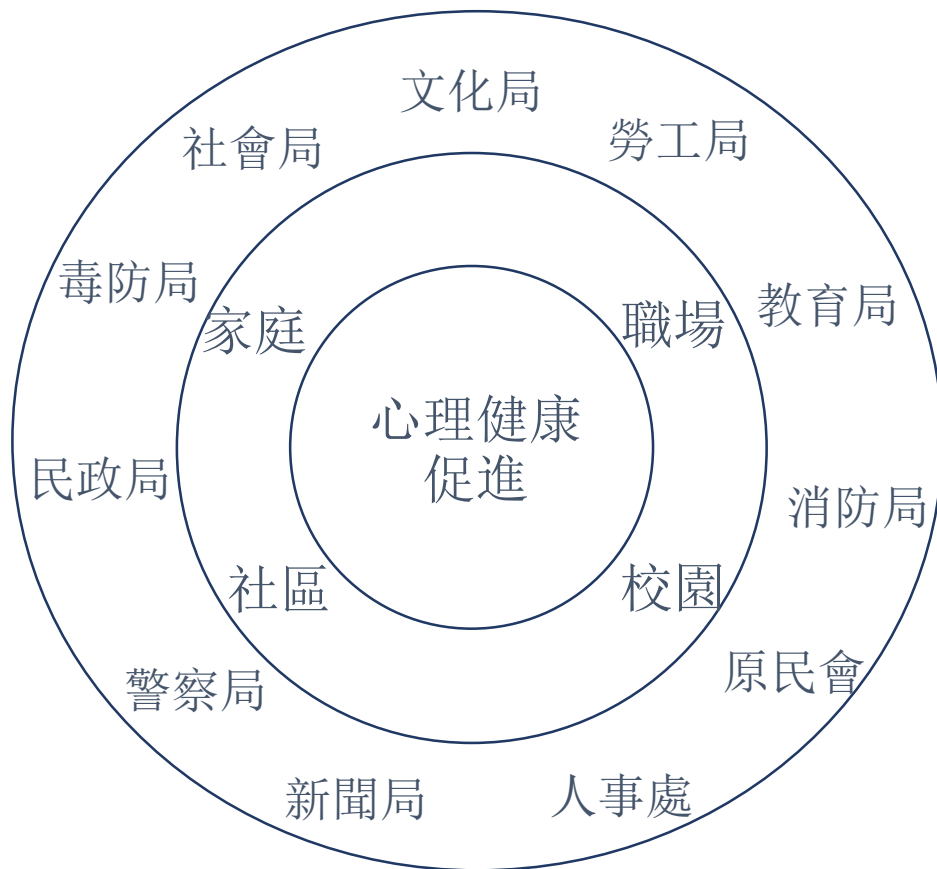 文化局
社會局
勞工局
毒防局
教育局
家庭
職場
心理健康
促進
民政局
消防局
社區
校園
警察局
原民會
新聞局
人事處